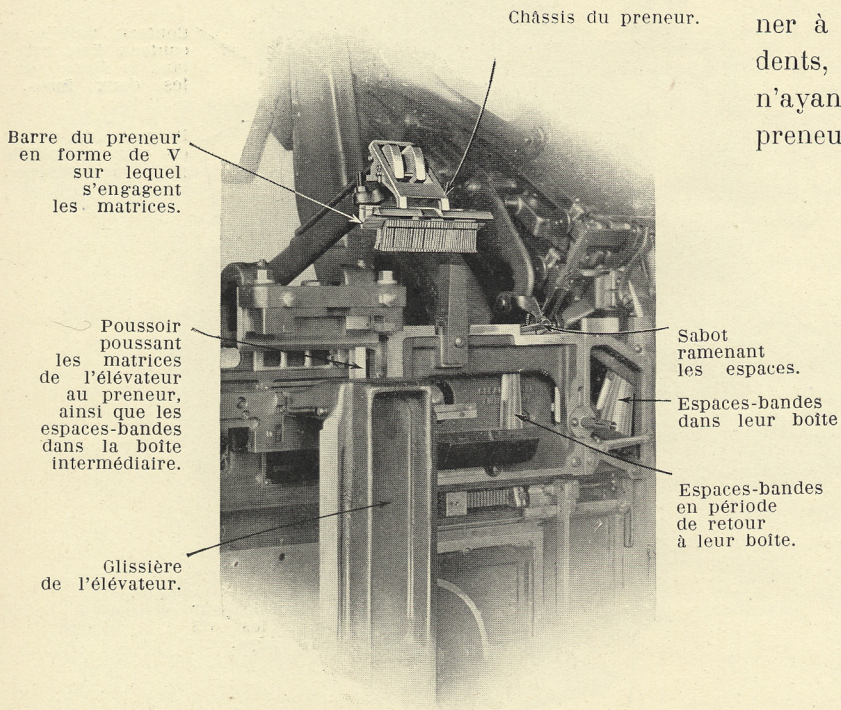 Châssis du preneur.
ner à
dents,
n'ayan
preneu
Barre du preneur
en forme de V
sur lequel
s'engagent
les matrices.
Poussoir
poussant
les matrices
de l'élévateur
au preneur,
ainsi que les
espaces-bandes
dans la boîte
intermédiaire.
Glissière
de l'élévateur.
Sabot
ramenant
les espaces.
Espaces-bandes
dans leur boîte
Espaces-bandes
en période
de retour
à leur boîte.